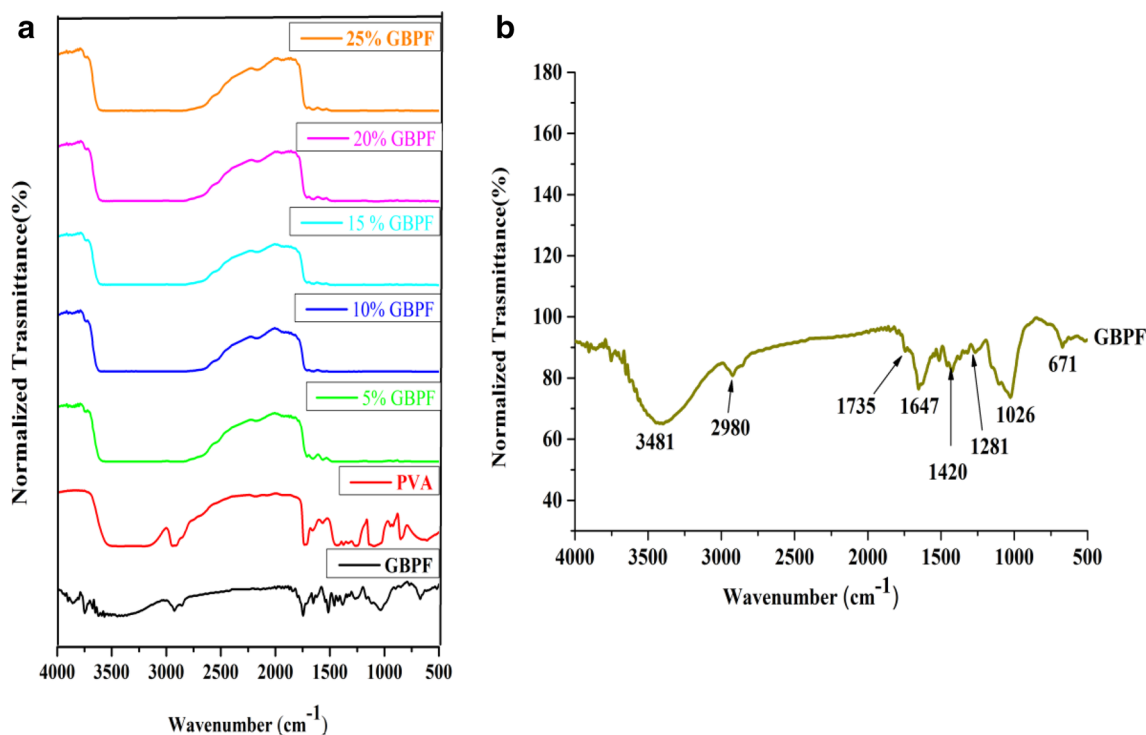 a
25% GBPF
20% GBPF
15 % GBPF
10% GBPF
5% GBPF
PVA
GBPF
Normalized Trasmittance(%)
4000 3500 3000 2500 2000 1500 1000 500
Wavenumber (cm-1)
b
180
160
140
120
100
80
60
40
Normalized Trasmittance(%)
GBPF
3481
2980
1735
1647
1420
1281
1026
671
4000 3500 3000 2500 2000 1500 1000 500
Wavenumber (cm-1)